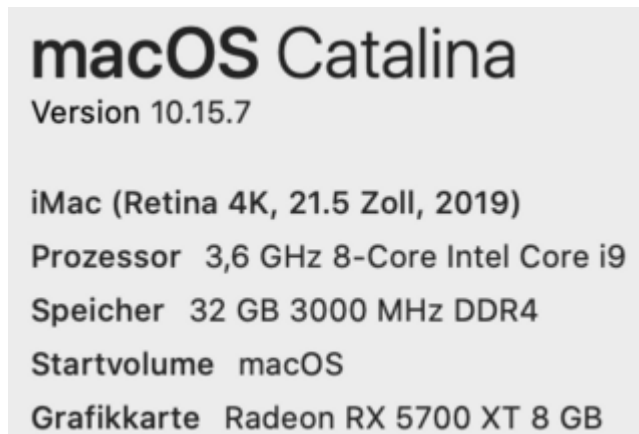 macOS Catalina
Version 10.15.7
iMac (Retina 4K, 21.5 Zoll, 2019)
Prozessor 3,6 GHz 8-Core Intel Core i9
Speicher 32 GB 3000 MHz DDR4
Startvolume macOS
Grafikkarte Radeon RX 5700 XT 8 GB